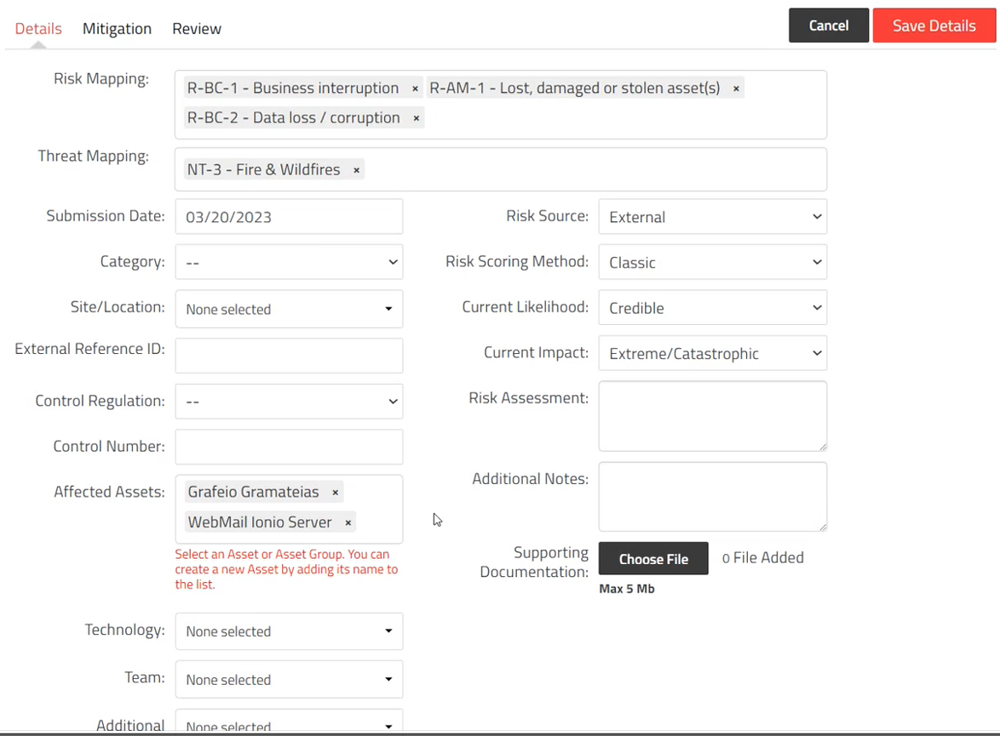 Details Mitigation Review Cancel Save Details
Risk Mapping: R-BC-1 - Business interruption × R-AM-1 - Lost, damaged or stolen asset(s) ×
R-BC-2 - Data loss / corruption ×
Threat Mapping: NT-3 - Fire & Wildfires ×
Submission Date: 03/20/2023 Risk Source: External
Category: -- Risk Scoring Method: Classic
Site/Location: None selected Current Likelihood: Credible
External Reference ID: Current Impact: Extreme/Catastrophic
Control Regulation: -- Risk Assessment:
Control Number:
Affected Assets: Grafeio Gramateias × Additional Notes:
WebMail Ionio Server ×
Select an Asset or Asset Group. You can
create a new Asset by adding its name to
the list.
Supporting
Documentation: Choose File 0 File Added
Max 5 Mb
Technology: None selected
Team: None selected
Additional None selected